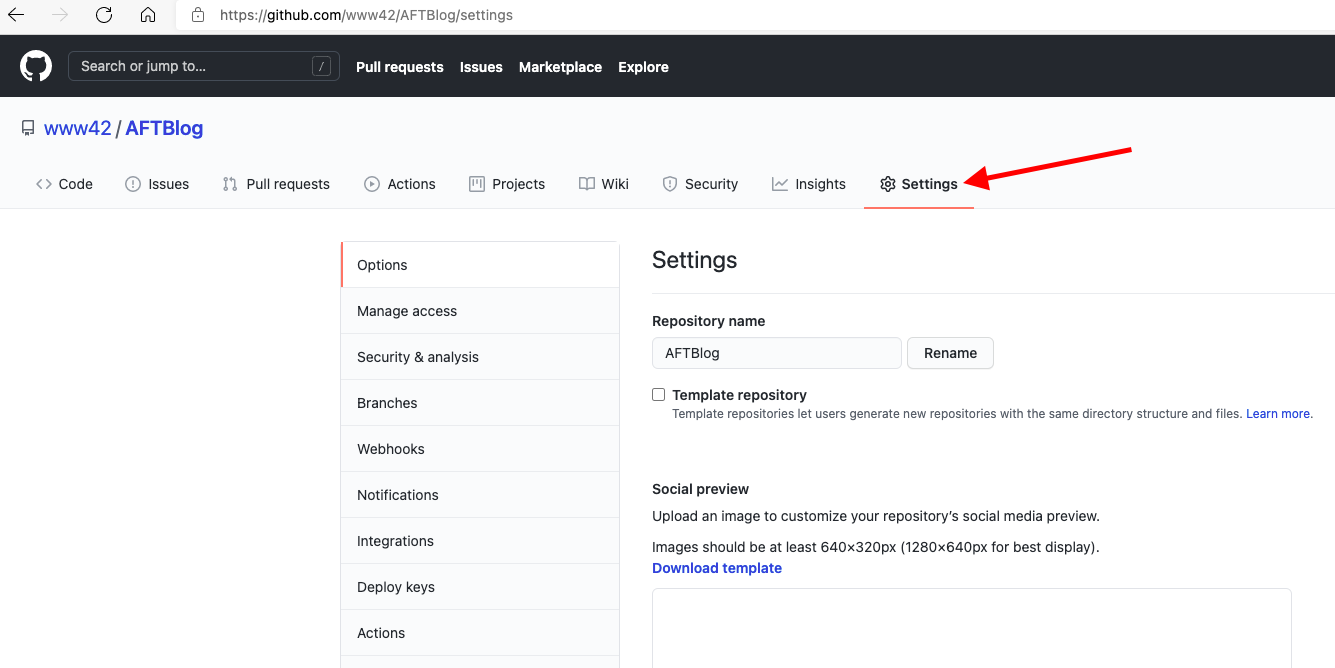 https://github.com/www42/AFTBlog/settings
Search or jump to... /
Pull requests Issues Marketplace Explore
www42 / AFTBlog
Code Issues Pull requests Actions Projects Wiki Security Insights Settings
Options
Manage access
Security & analysis
Branches
Webhooks
Notifications
Integrations
Deploy keys
Actions
Settings
Repository name
AFTBlog Rename
Template repository
Template repositories let users generate new repositories with the same directory structure and files. Learn more.
Social preview
Upload an image to customize your repository’s social media preview.
Images should be at least 640×320px (1280×640px for best display).
Download template